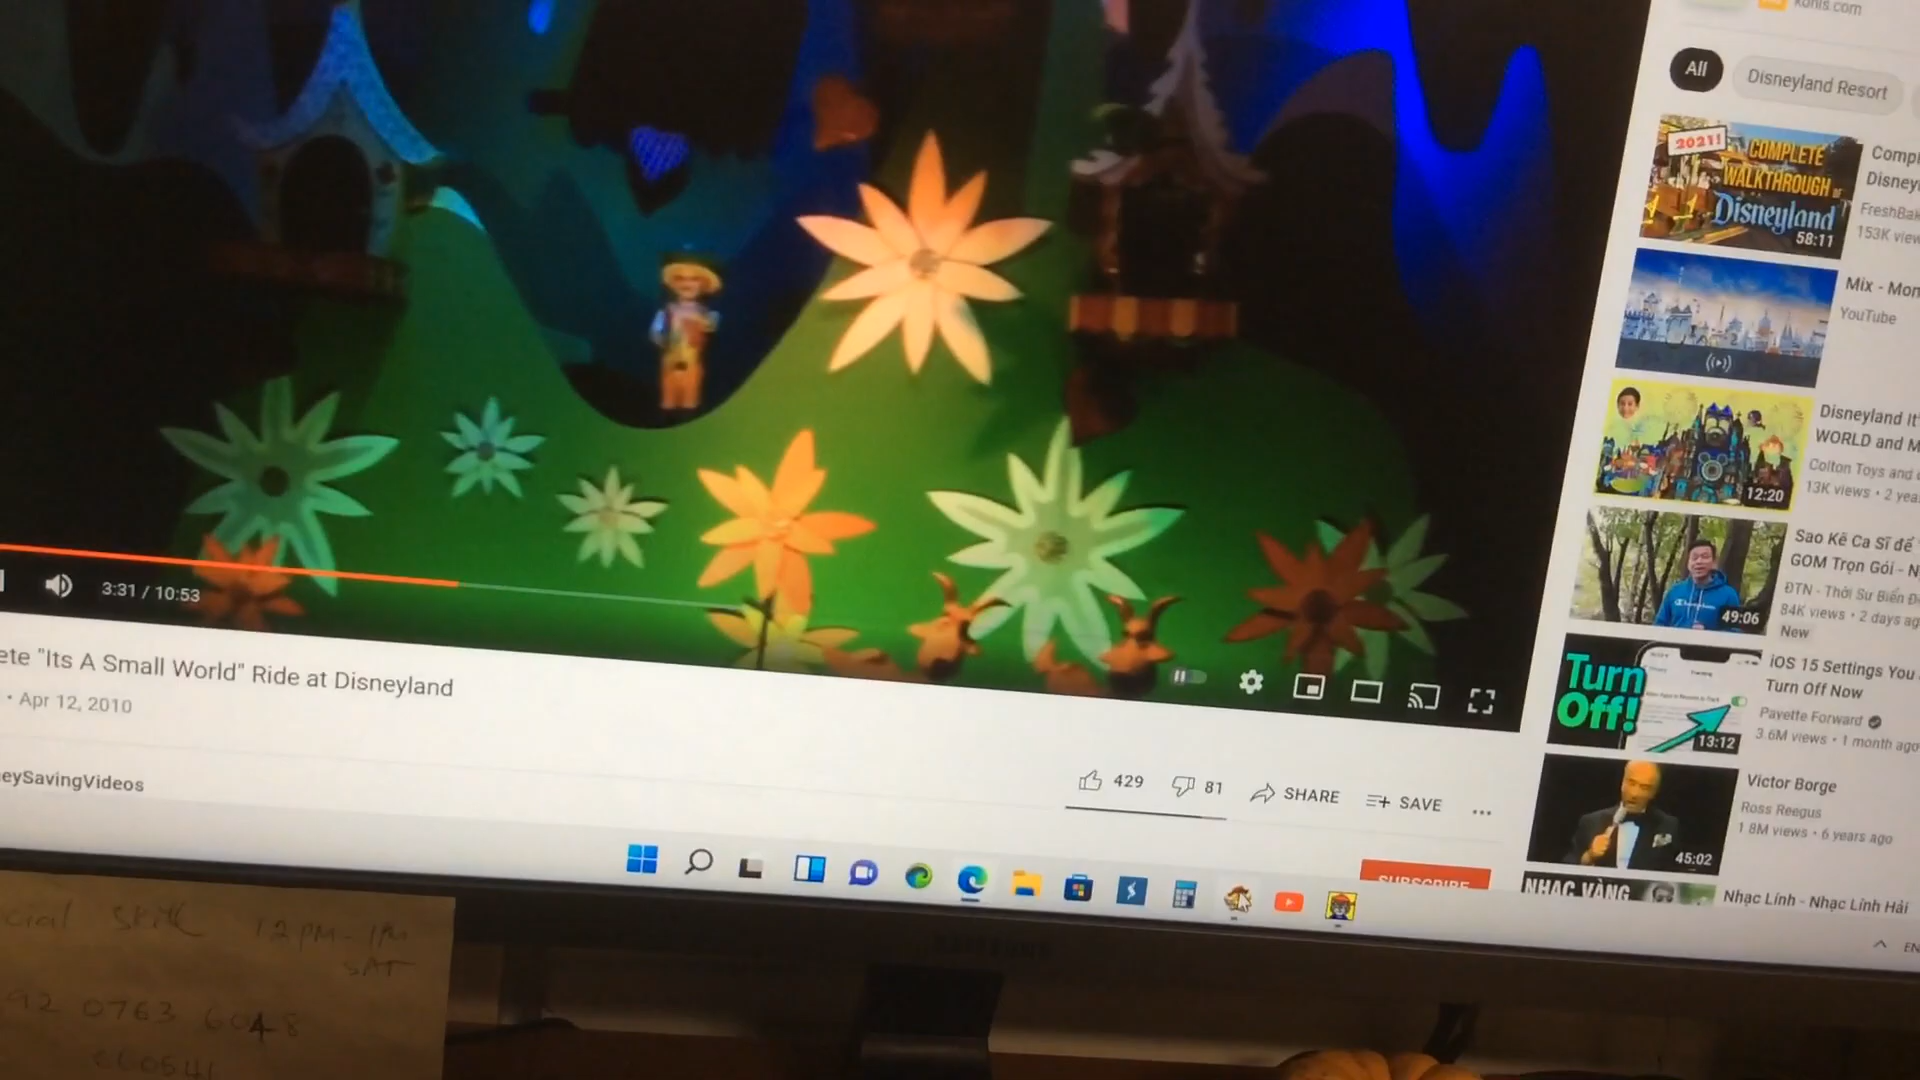 kohls.com
All
Disneyland Resort
2021!
COMPLETE
WALKTHROUGH OF
Disneyland
58:11
Compl
Disney
FreshBak
153K view
Mix - Mon
YouTube
Disneyland It'
WORLD and M
Colton Toys and
13K views • 2 yea
12:20
Sao Kê Ca Sĩ để
GOM Trọn Gói - N
ĐTN - Thời Sự Biển Đ
84K views • 2 days ag
New
49:06
Turn
Off!
13:12
iOS 15 Settings You
Turn Off Now
Payette Forward
3.6M views • 1 month ago
Victor Borge
Ross Reegus
1.8M views • 6 years ago
45:02
NHẠC VÀNG
Nhạc Lính - Nhạc Lính Hải
3:31 / 10:53
ete "Its A Small World" Ride at Disneyland
• Apr 12, 2010
eySavingVideos
429
81
SHARE
SAVE
SUBSCRIBE
EN
SAMSUNG
cial
12PM-1PM
SAT
92 0763 6048